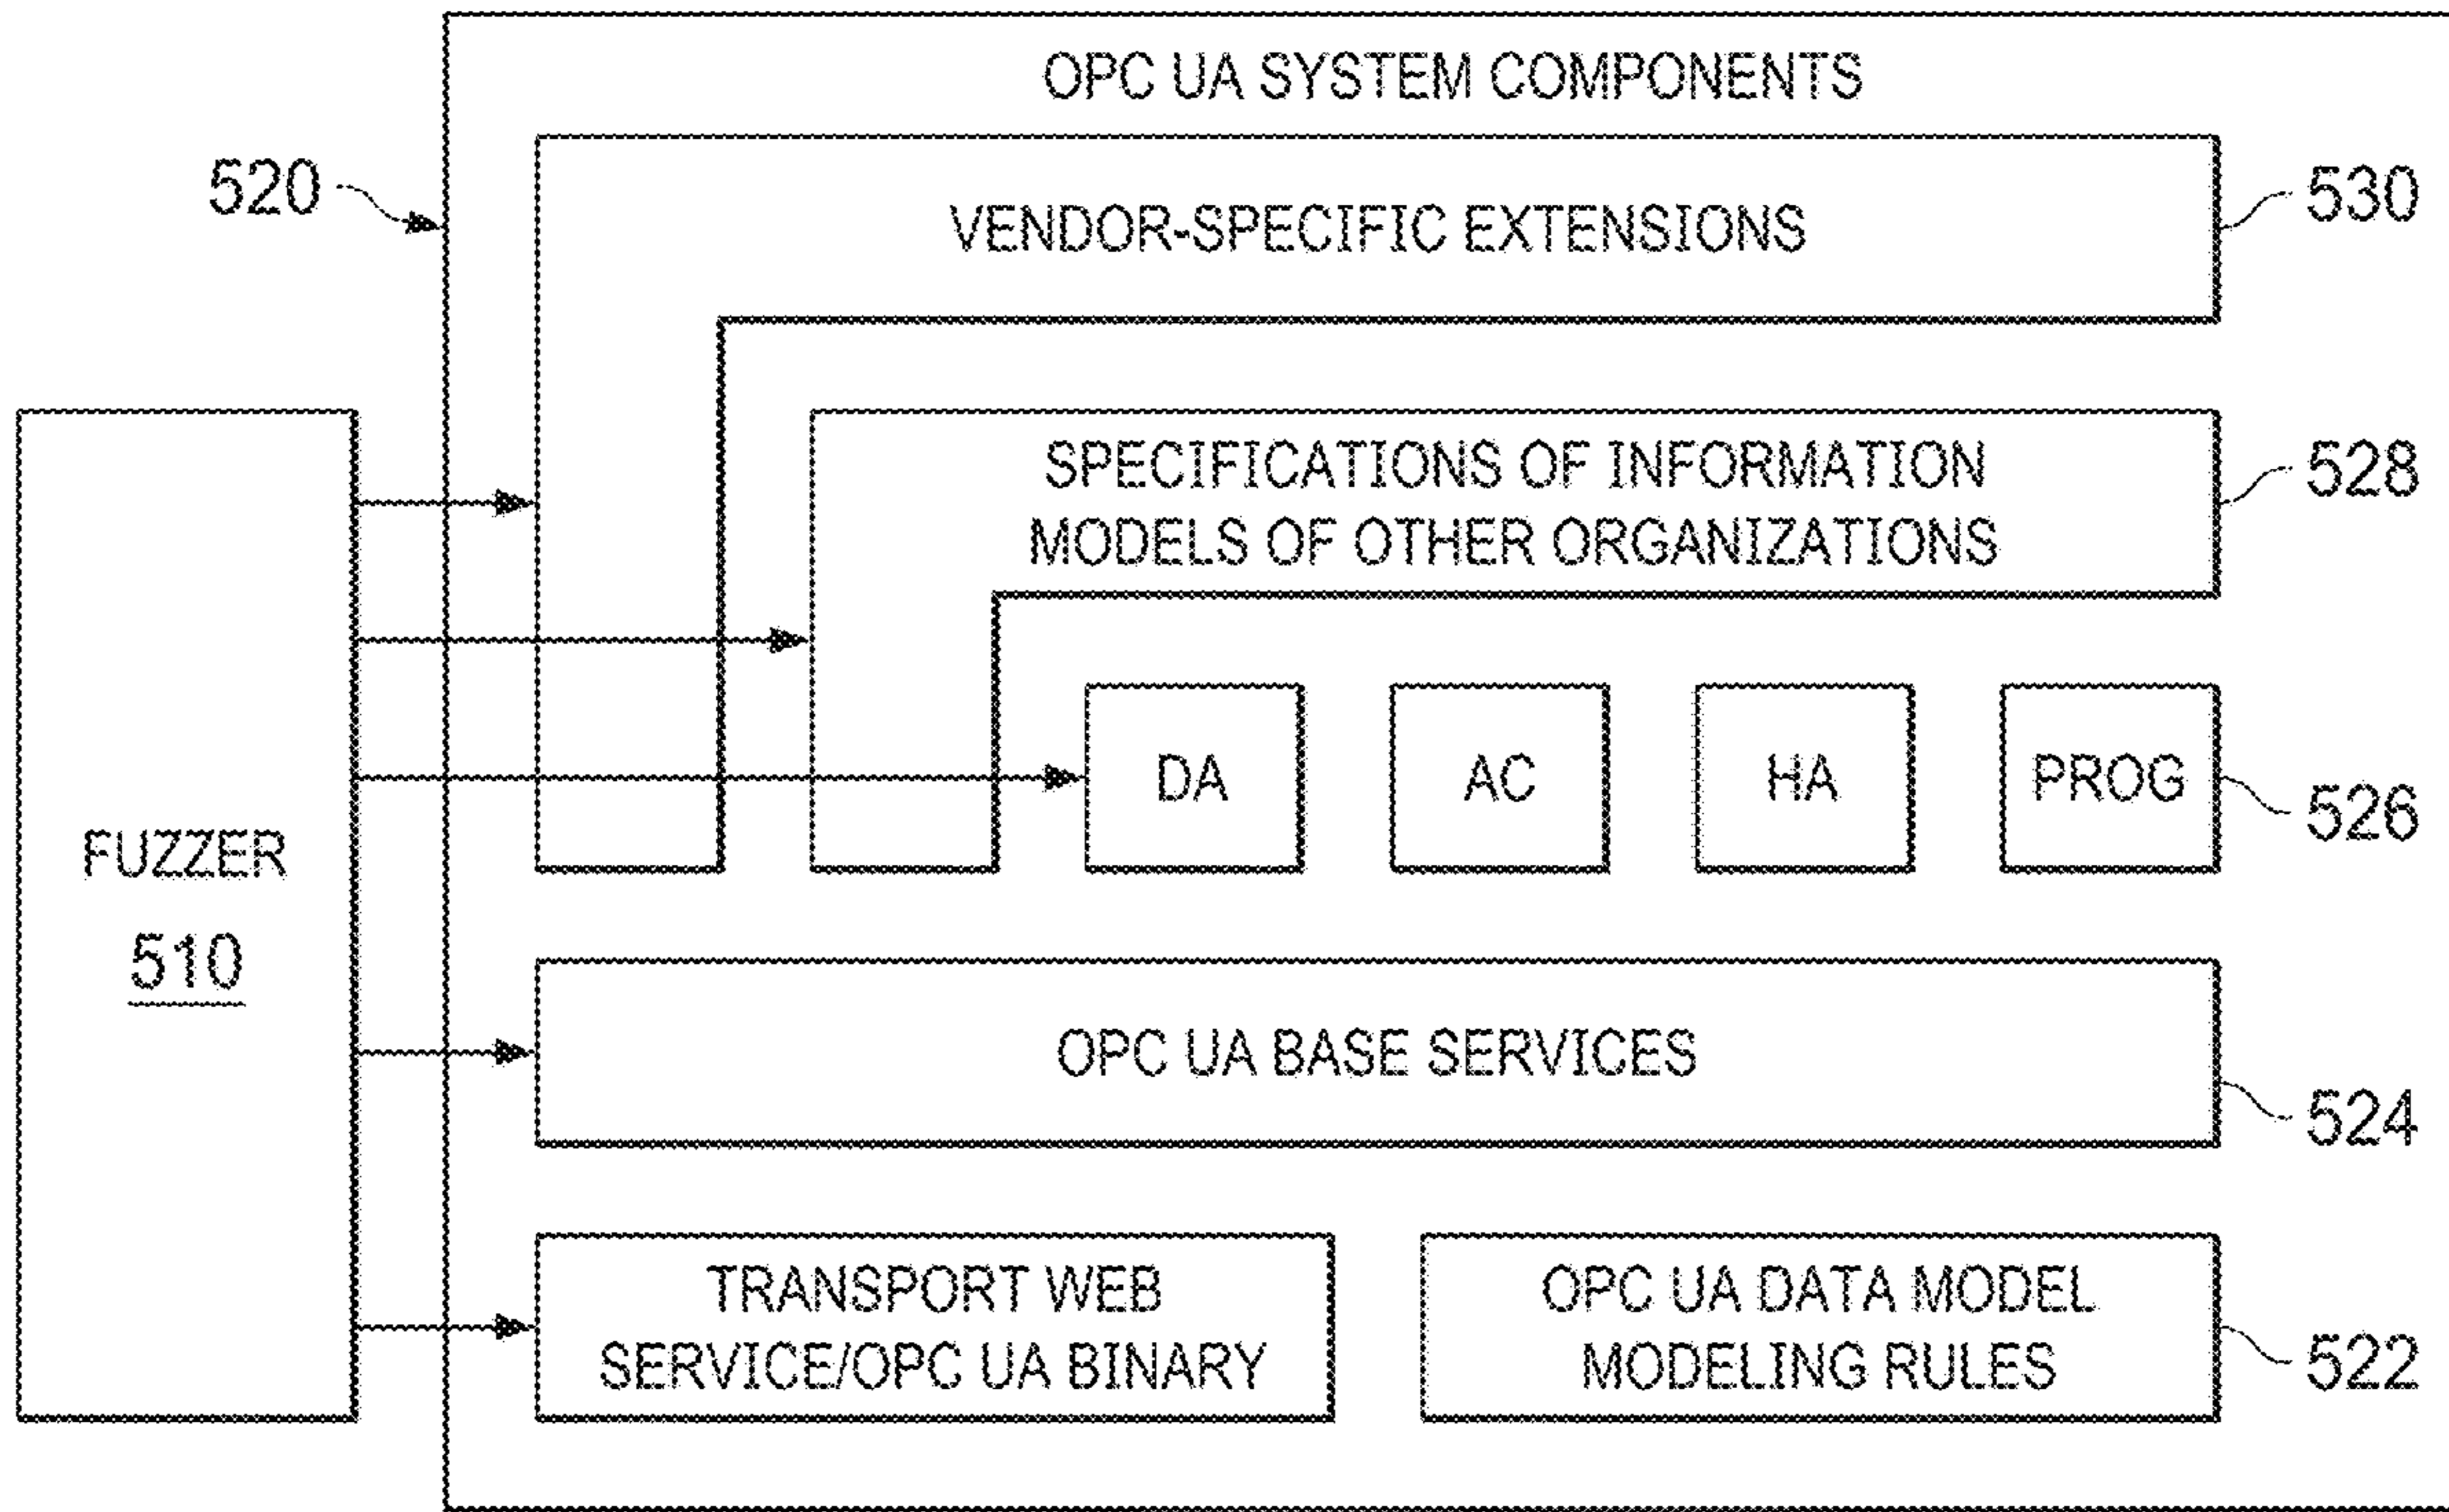 OPC UA SYSTEM COMPONENTS
520
VENDOR-SPECIFIC EXTENSIONS
530
SPECIFICATIONS OF INFORMATION
MODELS OF OTHER ORGANIZATIONS
528
DA
AC
HA
PROG
526
FUZZER
510
OPC UA BASE SERVICES
524
TRANSPORT WEB
SERVICE/OPC UA BINARY
OPC UA DATA MODEL
MODELING RULES
522